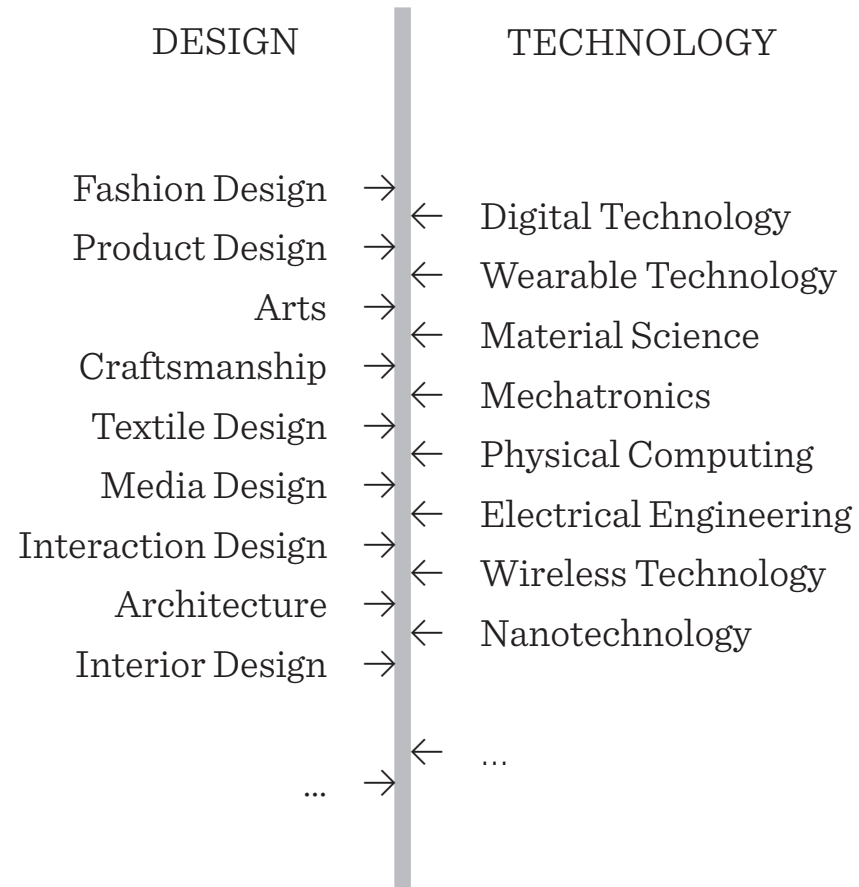 DESIGN
Fashion Design →
Product Design →
Arts →
Craftsmanship →
Textile Design →
Media Design →
Interaction Design →
Architecture →
Interior Design →
... →
TECHNOLOGY
← Digital Technology
← Wearable Technology
← Material Science
← Mechatronics
← Physical Computing
← Electrical Engineering
← Wireless Technology
← Nanotechnology
← ...